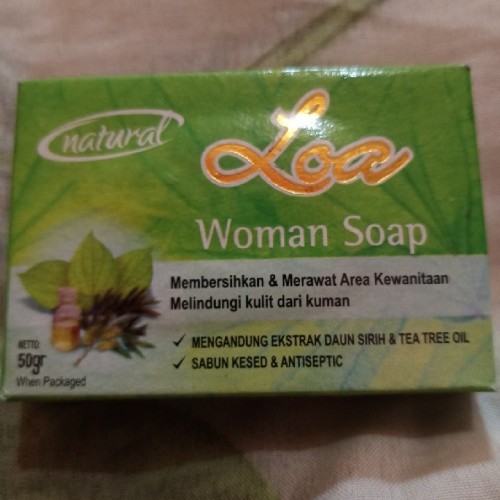 natural
Loa
Woman Soap
Membersihkan & Merawat Area Kewanitaan
Melindungi kulit dari kuman
✓ MENGANDUNG EKSTRAK DAUN SIRIH & TEA TREE OIL
✓ SABUN KESED & ANTISEPTIC
NETTO:
50gr
When Packaged